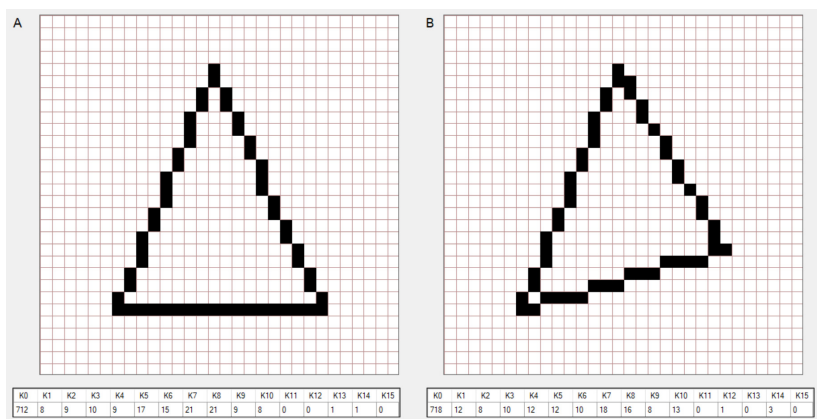 A
B
K0 K1 K2 K3 K4 K5 K6 K7 K8 K9 K10 K11 K12 K13 K14 K15
712 8 9 10 9 17 15 21 21 9 8 0 0 1 1 0
K0 K1 K2 K3 K4 K5 K6 K7 K8 K9 K10 K11 K12 K13 K14 K15
718 12 8 10 12 12 10 18 16 8 13 0 1 0 3 0